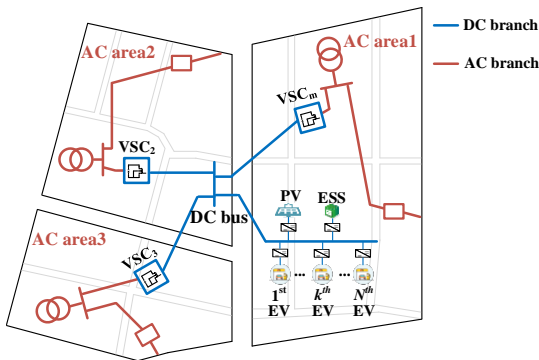 DC branch
AC branch
AC area1
AC area2
VSCm
VSC2
DC bus
PV
ESS
AC area3
VSC3
1st
EV
kth
EV
Nth
EV